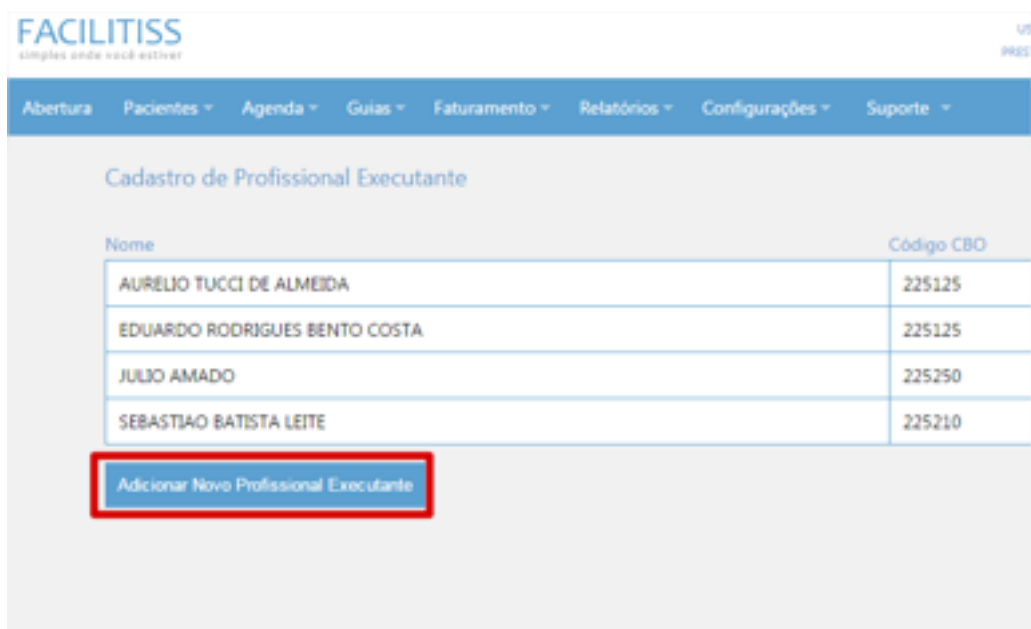 FACILITISS
simples onde você estiver
Abertura Pacientes Agenda Guias Faturamento Relatórios Configurações Suporte
Cadastro de Profissional Executante
Nome Código CBO
AURELIO TUCCI DE ALMEIDA 225125
EDUARDO RODRIGUES BENTO COSTA 225125
JULIO AMADO 225250
SEBASTIAO BATISTA LEITE 225210
Adicionar Novo Profissional Executante